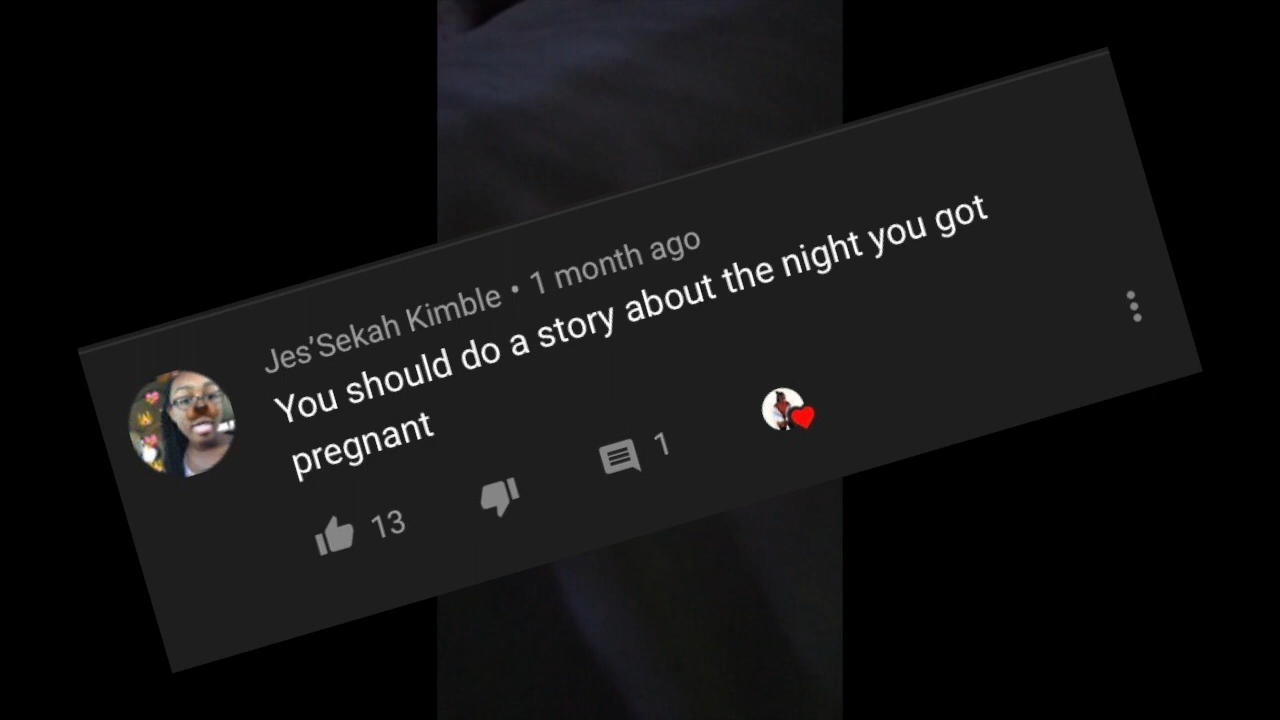 Jes'Sekah Kimble • 1 month ago
You should do a story about the night you got
pregnant
13
1